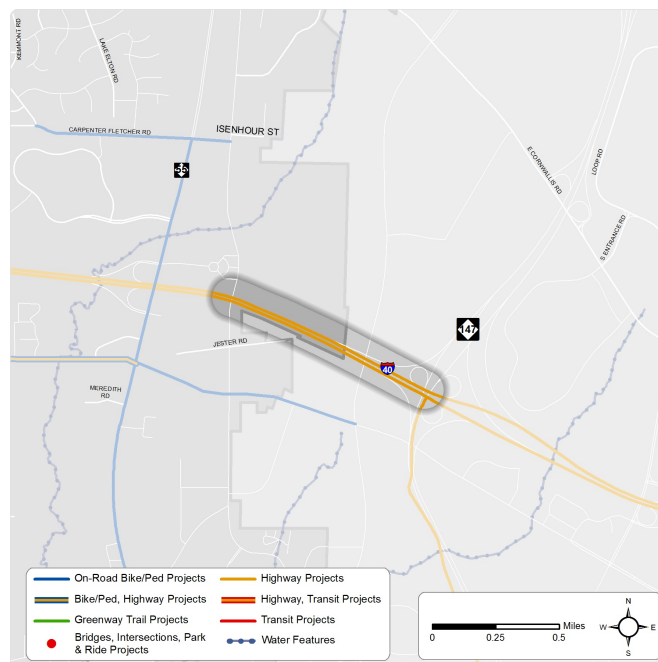 KEMMONT RD
LAKE ELTON RD
CARPENTER FLETCHER RD
ISENHOUR ST
55
E CORNWALLIS RD
LOOP RD
S ENTRANCE RD
147
JESTER RD
40
MEREDITH
RD
On-Road Bike/Ped Projects
Highway Projects
Bike/Ped, Highway Projects
Highway, Transit Projects
Greenway Trail Projects
Transit Projects
Bridges, Intersections, Park
& Ride Projects
Water Features
Miles
0 0.25 0.5
N
W E
S